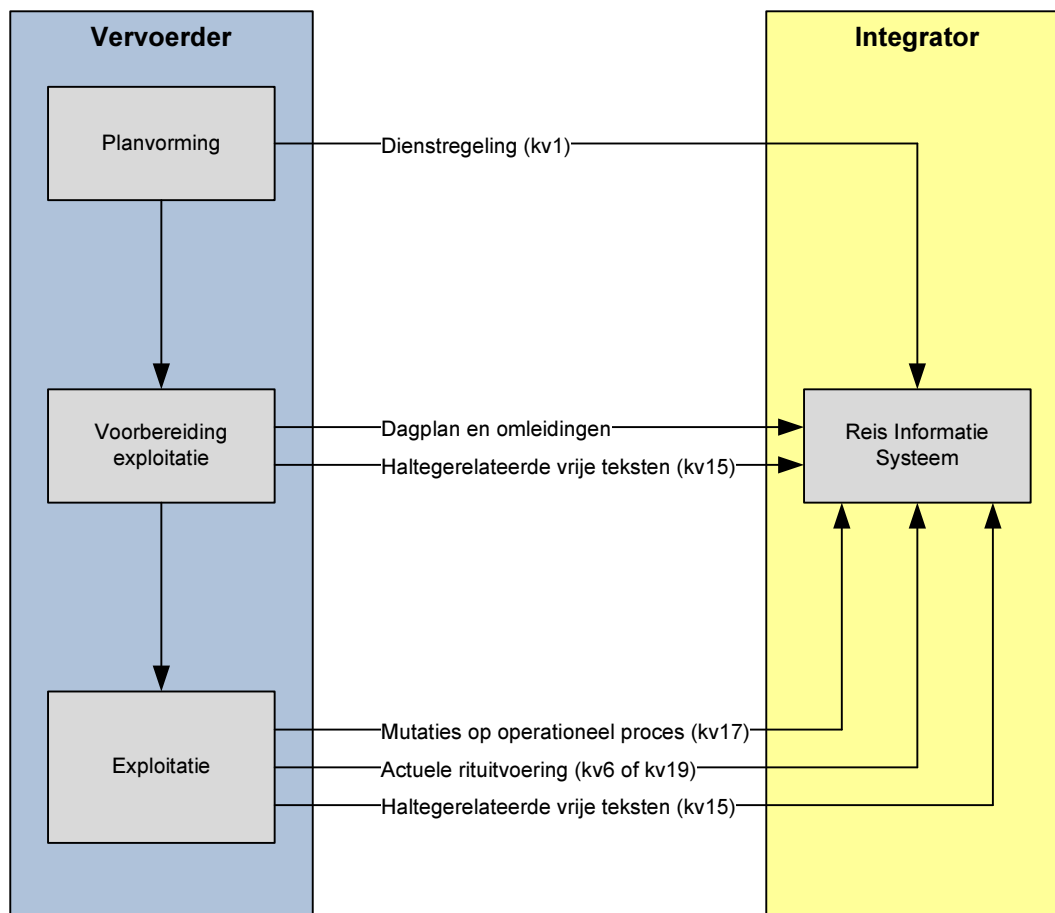 Vervoerder
Integrator
Planvorming
Dienstregeling (kv1)
Voorbereiding
exploitatie
Dagplan en omleidingen
Haltegerelateerde vrije teksten (kv15)
Reis Informatie
Systeem
Exploitatie
Mutaties op operationeel proces (kv17)
Actuele rituitvoering (kv6 of kv19)
Haltegerelateerde vrije teksten (kv15)